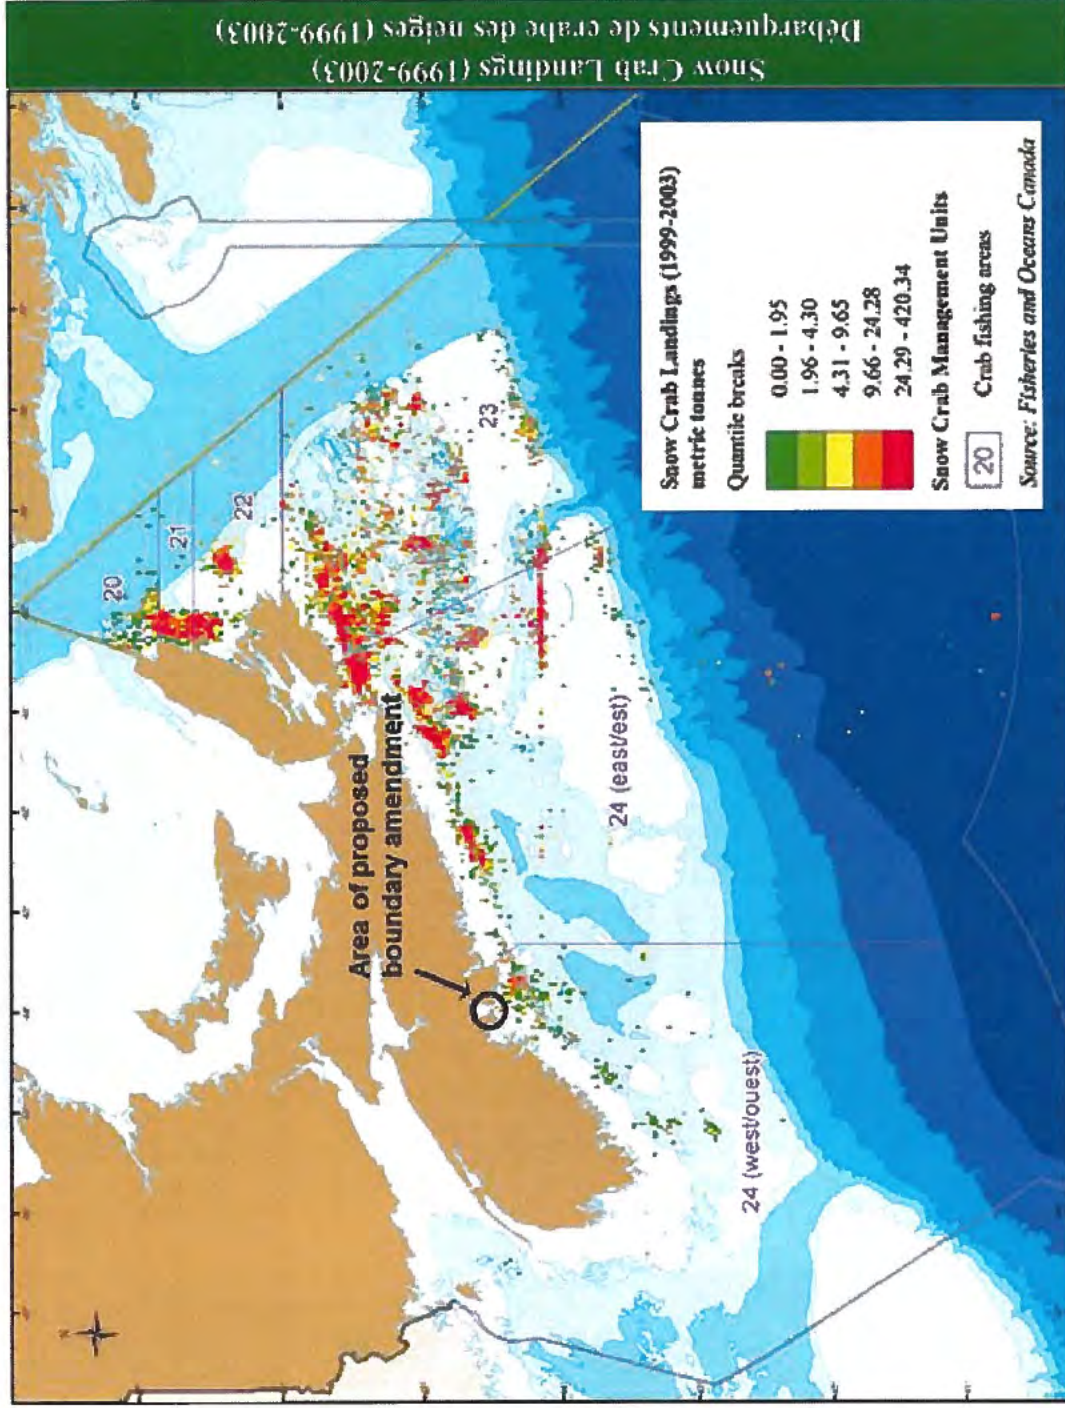 Snow Crab Landings (1999-2003)
Débarquements de crabe des neiges (1999-2003)
N
20
21
22
23
24 (east/est)
24 (west/ouest)
Area of proposed
boundary amendment
Snow Crab Landings (1999-2003)
metric tonnes
Quantile breaks
0.00 - 1.95
1.96 - 4.30
4.31 - 9.65
9.66 - 24.28
24.29 - 420.34
Snow Crab Management Units
20 Crab fishing areas
Source: Fisheries and Oceans Canada